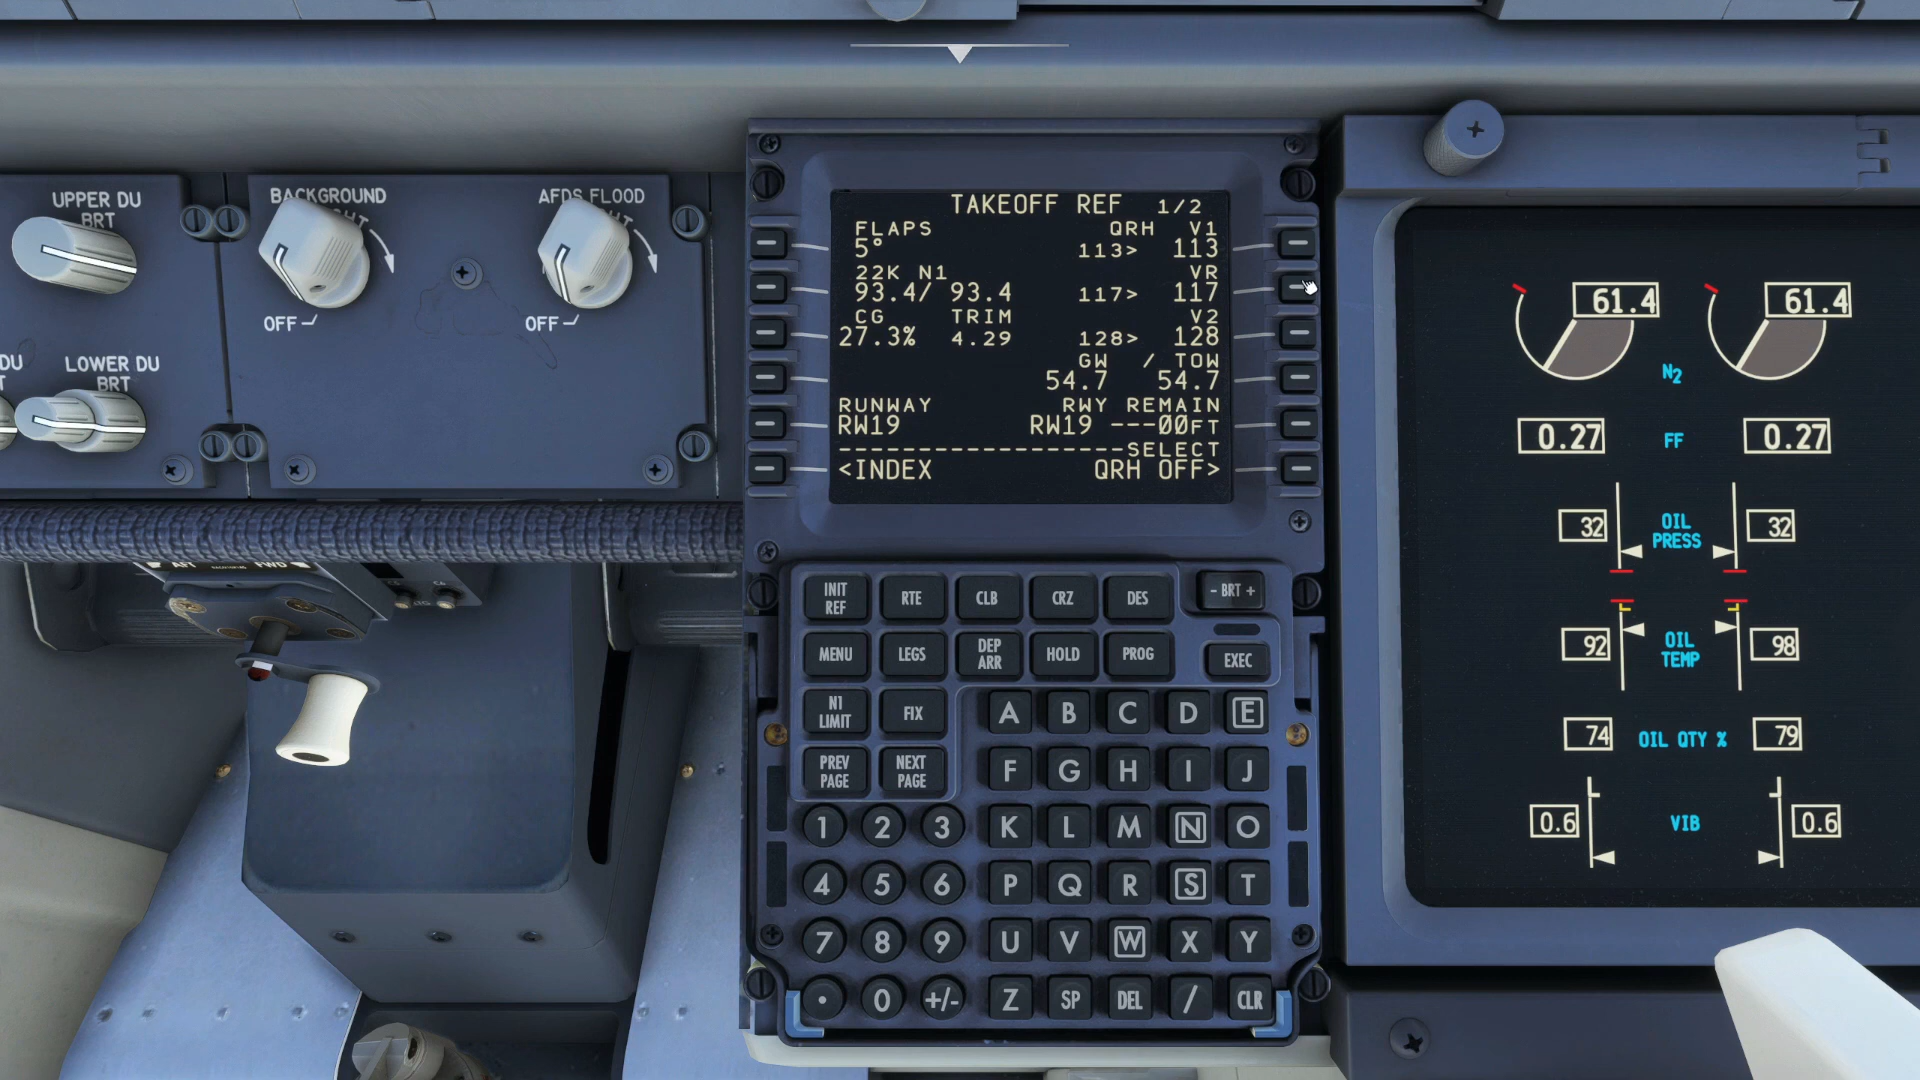 UPPER DU
BRT
BACKGROUND
OFF
AFDS FLOOD
OFF
DU
LOWER DU
BRT
TAKEOFF REF 1/2
FLAPS QRH V1
5° 113> 113
22K N1 VR
93.4/ 93.4 117> 117
CG TRIM V2
27.3% 4.29 128> 128
GW / TOW
54.7 54.7
RUNWAY RWY REMAIN
RW19 RW19 ---00FT
------------------SELECT
<INDEX QRH OFF>
INIT REF RTE CLB CRZ DES - BRT +
MENU LEGS DEP ARR HOLD PROG EXEC
N1 LIMIT FIX A B C D E
PREV PAGE NEXT PAGE F G H I J
1 2 3 K L M N O
4 5 6 P Q R S T
7 8 9 U V W X Y
. 0 +/- Z SP DEL / CLR
61.4 N2 61.4
0.27 FF 0.27
32 OIL PRESS 32
92 OIL TEMP 98
74 OIL QTY % 79
0.6 VIB 0.6
AFT FWD